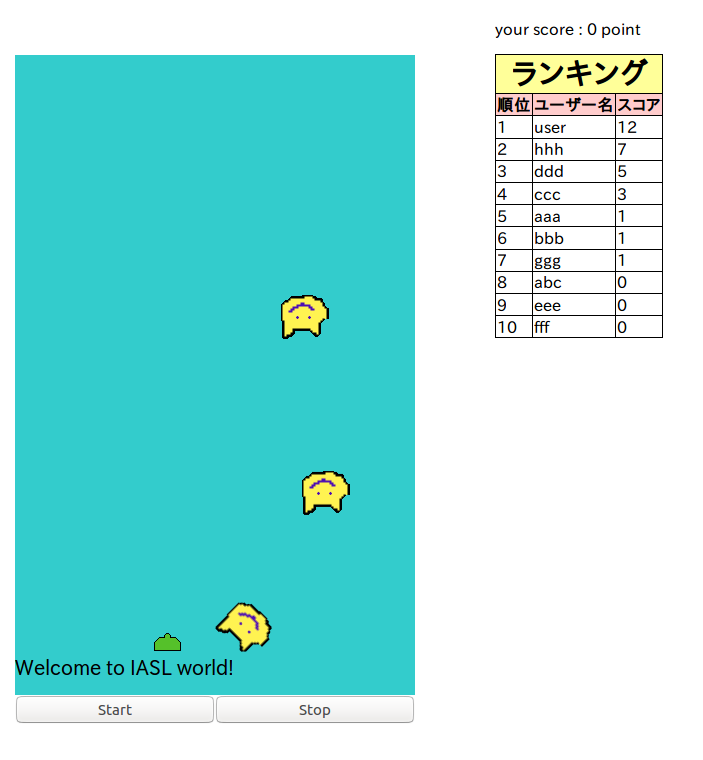 your score : 0 point
ランキング
順位 ユーザー名 スコア
1 user 12
2 hhh 7
3 ddd 5
4 ccc 3
5 aaa 1
6 bbb 1
7 ggg 1
8 abc 0
9 eee 0
10 fff 0
Welcome to IASL world!
Start Stop